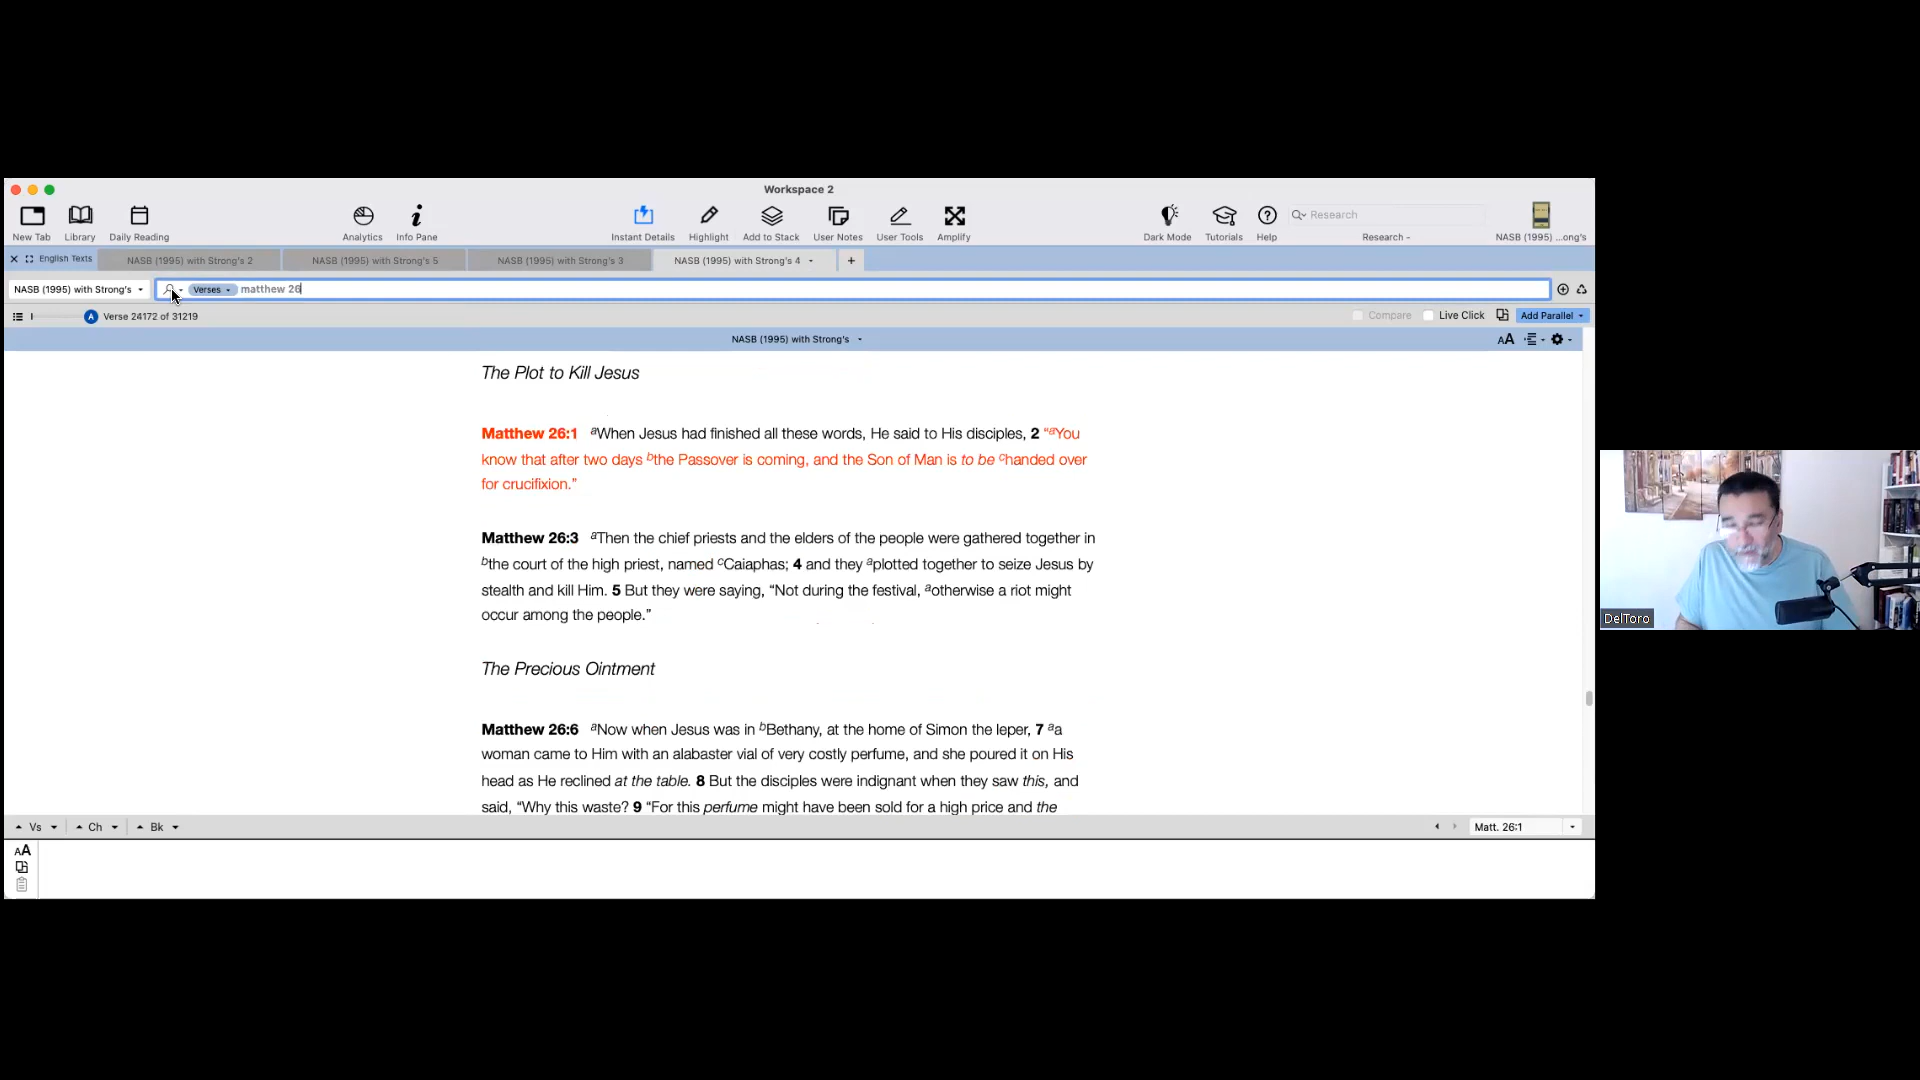 Workspace 2
New Tab Library Daily Reading Analytics Info Pane Instant Details Highlight Add to Stack User Notes User Tools Amplify Dark Mode Tutorials Help Research Research - NASB (1995) ...ong's
English Texts NASB (1995) with Strong's 2 NASB (1995) with Strong's 5 NASB (1995) with Strong's 3 NASB (1995) with Strong's 4 +
NASB (1995) with Strong's Verses matthew 26
A Verse 24172 of 31219 Compare Live Click Add Parallel
NASB (1995) with Strong's AA
The Plot to Kill Jesus
Matthew 26:1 aWhen Jesus had finished all these words, He said to His disciples, 2 “aYou
know that after two days bthe Passover is coming, and the Son of Man is to be chanded over
for crucifixion.”
Matthew 26:3 aThen the chief priests and the elders of the people were gathered together in
bthe court of the high priest, named cCaiaphas; 4 and they aplotted together to seize Jesus by
stealth and kill Him. 5 But they were saying, “Not during the festival, aotherwise a riot might
occur among the people.”
The Precious Ointment
Matthew 26:6 aNow when Jesus was in bBethany, at the home of Simon the leper, 7 aa
woman came to Him with an alabaster vial of very costly perfume, and she poured it on His
head as He reclined at the table. 8 But the disciples were indignant when they saw this, and
said, “Why this waste? 9 “For this perfume might have been sold for a high price and the
Vs Ch Bk Matt. 26:1
AA
DelToro